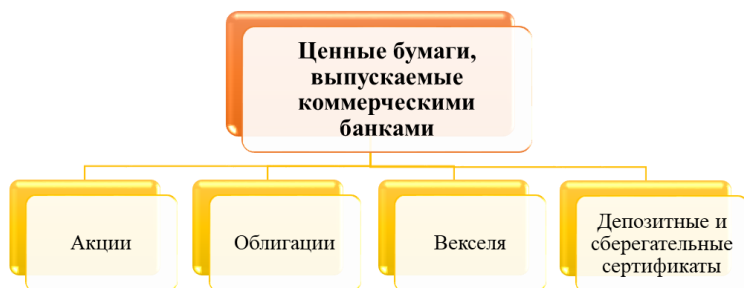 Ценные бумаги,
выпускаемые
коммерческими
банками
Акции
Облигации
Векселя
Депозитные и
сберегательные
сертификаты